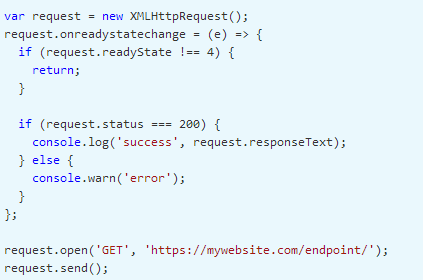 var request = new XMLHttpRequest();
request.onreadystatechange = (e) => {
  if (request.readyState !== 4) {
    return;
  }

  if (request.status === 200) {
    console.log('success', request.responseText);
  } else {
    console.warn('error');
  }
};

request.open('GET', 'https://mywebsite.com/endpoint/');
request.send();